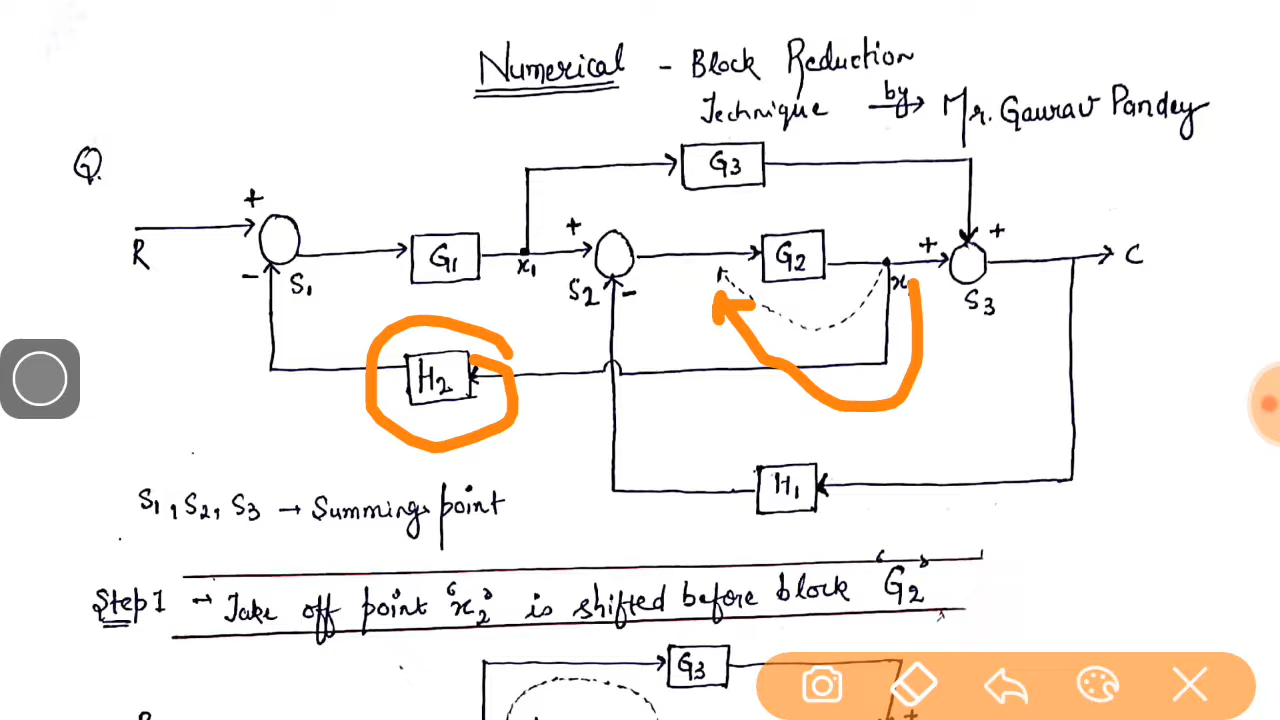 Numerical - Block Reduction
Technique by → Mr. Gaurav Pandey
Q.
G3
+ + +
R G1 x1 S2 G2 x S3 C
- S1 -
H2
H1
S1, S2, S3 → Summing point
Step 1 → Take off point "x2" is shifted before block "G2"
G3
+